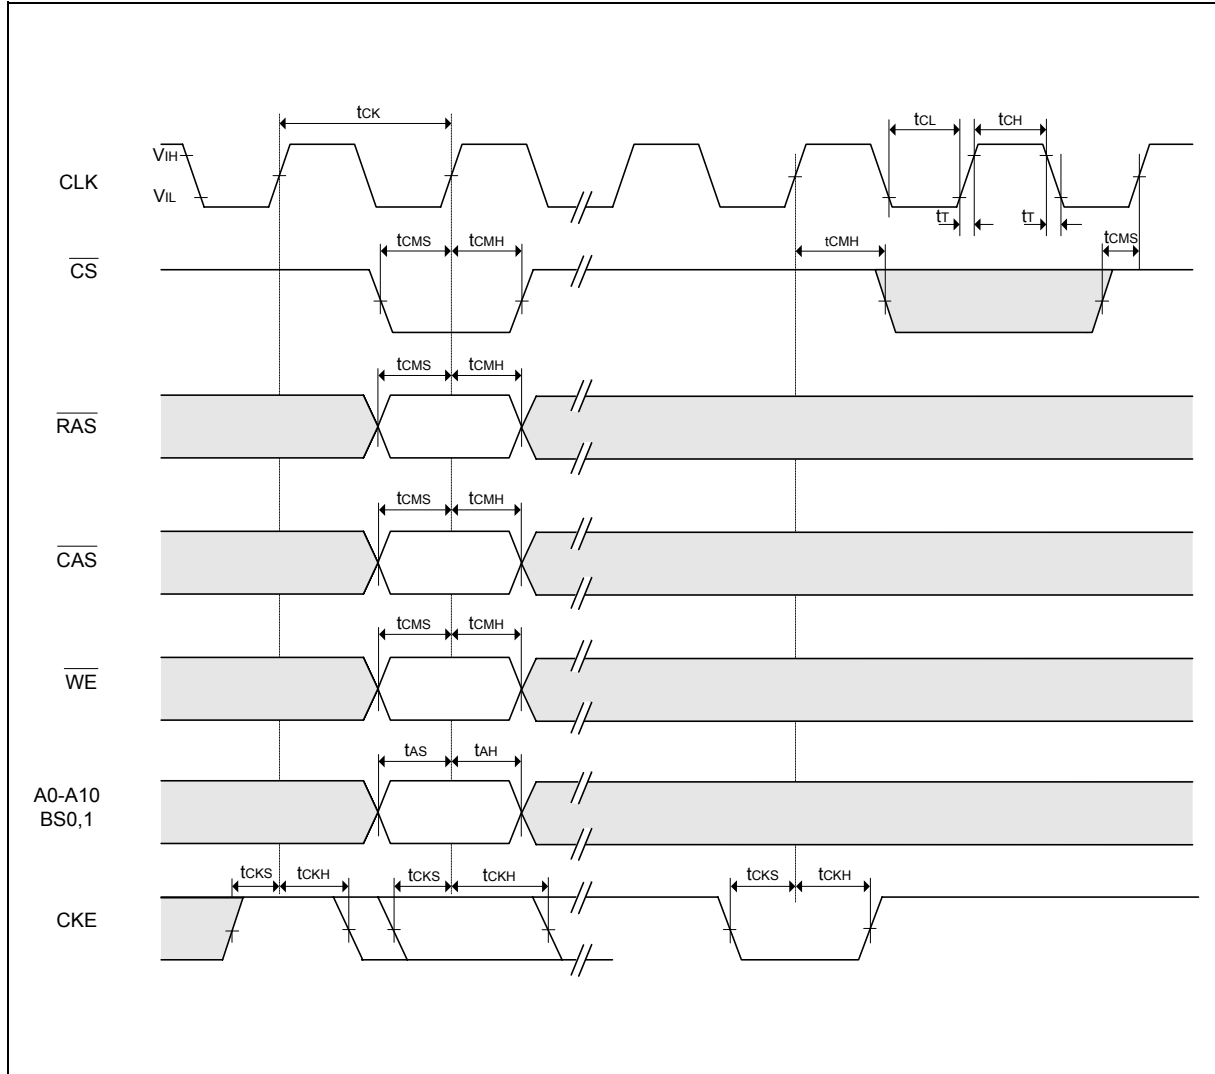 tCK
tCL
tCH
VIH
CLK
VIL
tT
tT
tCMS
tCMH
tCMH
tCMS
CS
tCMS
tCMH
RAS
tCMS
tCMH
CAS
tCMS
tCMH
WE
tAS
tAH
A0-A10
BS0,1
tCKS
tCKH
tCKS
tCKH
tCKS
tCKH
CKE